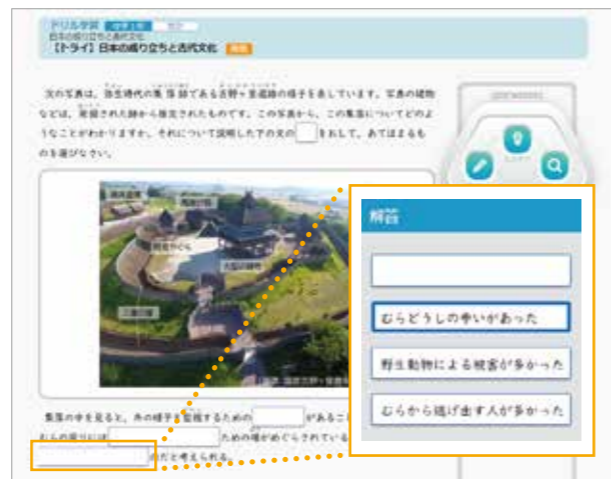 ドリル学習
日本の成り立ちと古代文化
【トライ】日本の成り立ちと古代文化
次の写真は、弥生時代の集落跡である吉野ヶ里遺跡の様子を表しています。写真の建物
などは、発掘された跡から推定されたものです。この写真から、この集落についてどのよ
うなことがわかりますか。それについて説明した下の文の をおして、あてはまるも
のを選びなさい。
大型の建物
集落の中を見ると、外の様子を監視するための があること
むらの周りには ための塀がめぐらされている
のだと考えられる。
解答
むらどうしの争いがあった
野生動物による被害が多かった
むらから逃げ出す人が多かった